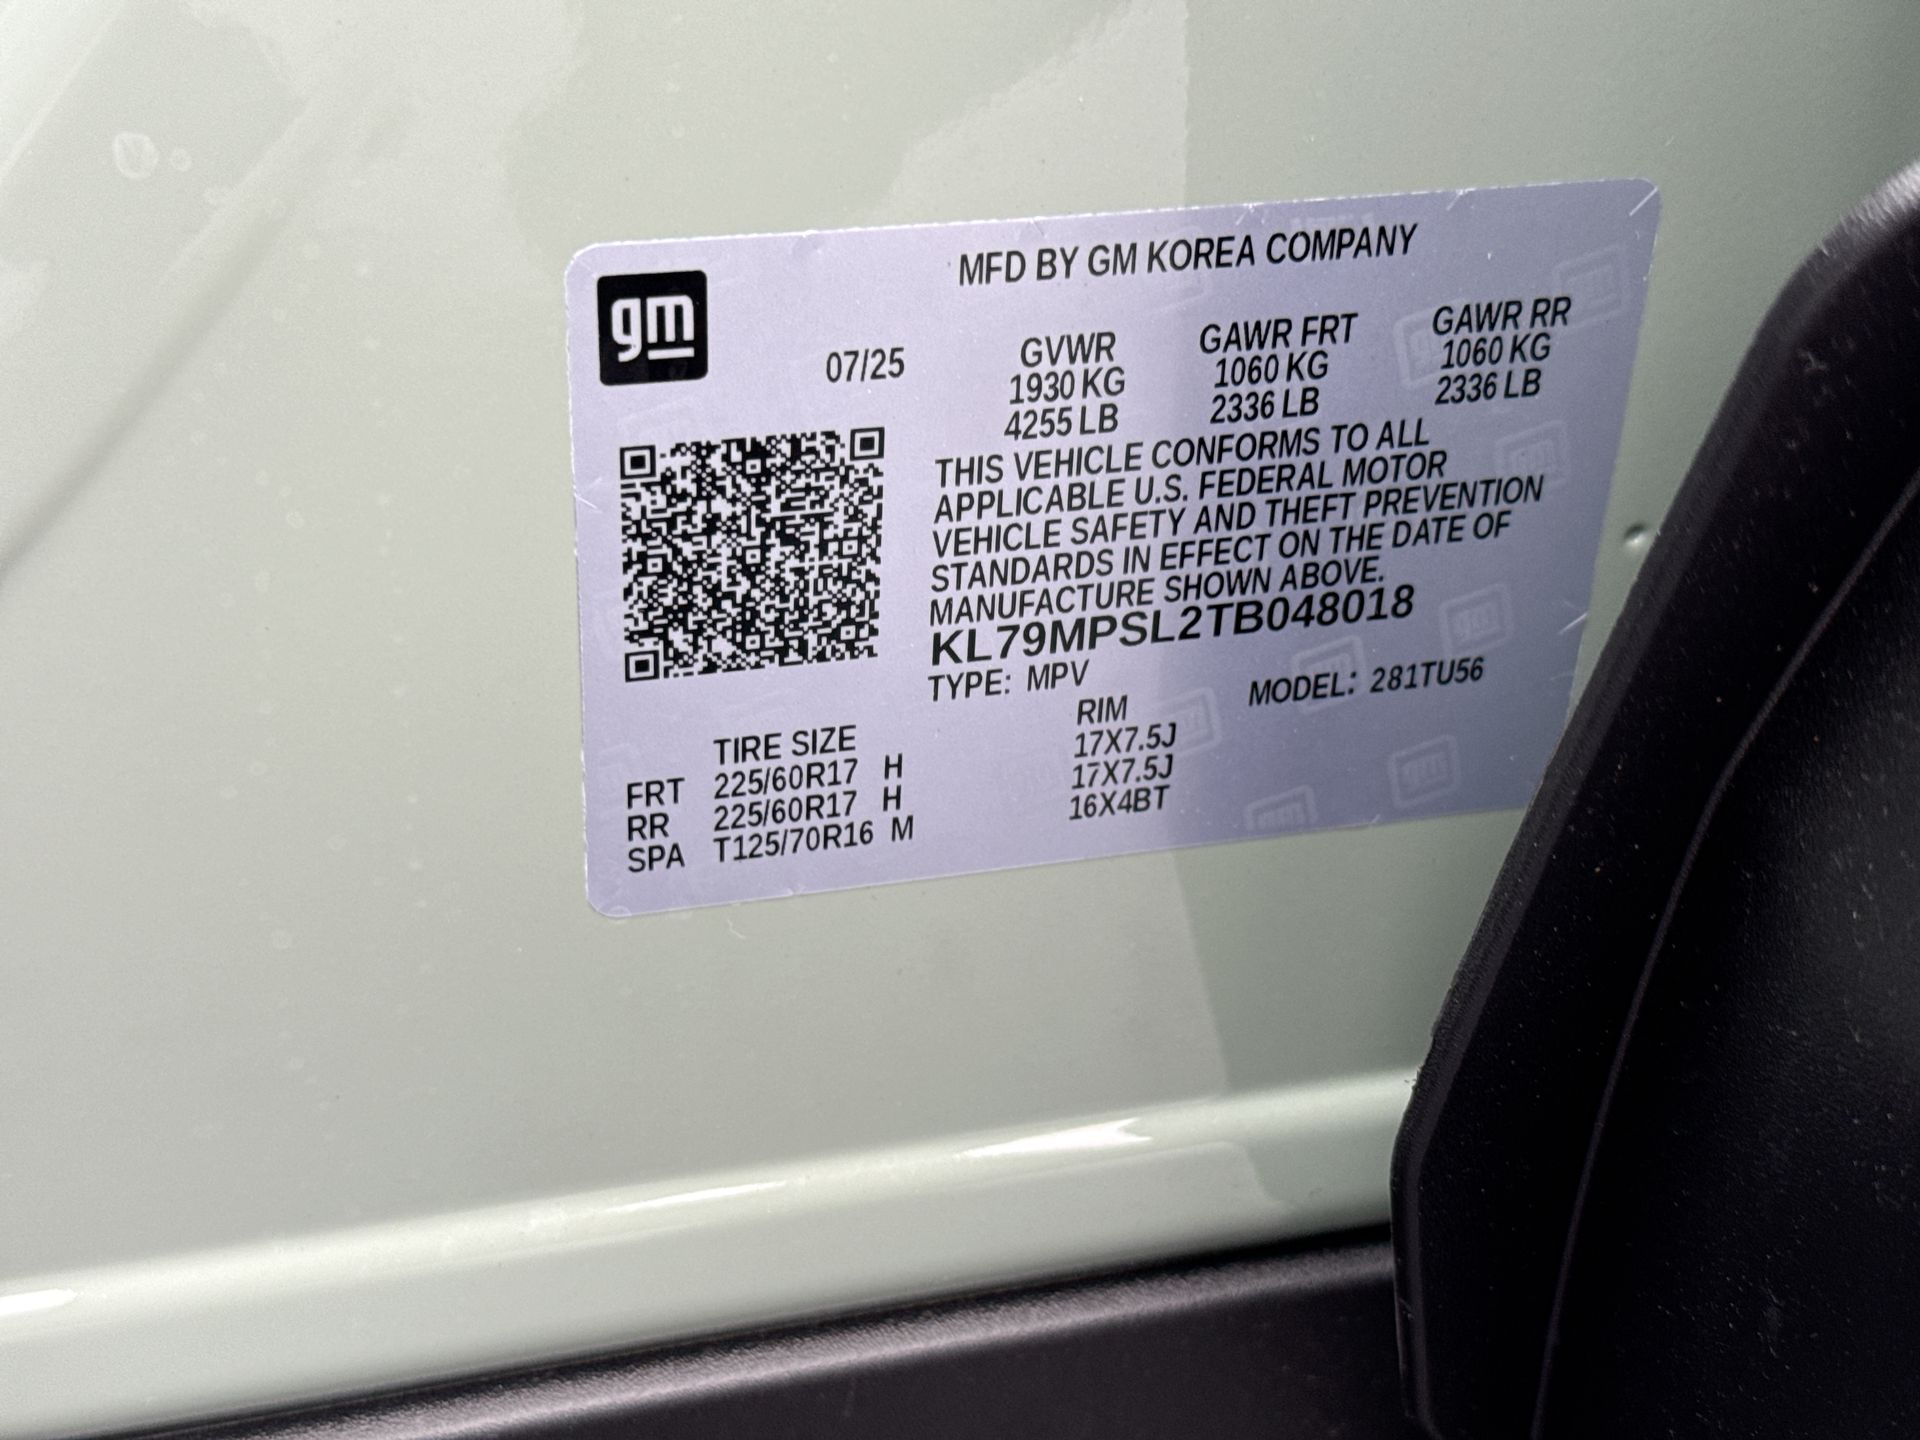 gm
MFD BY GM KOREA COMPANY
07/25
GVWR
1930 KG
4255 LB
GAWR FRT
1060 KG
2336 LB
GAWR RR
1060 KG
2336 LB
THIS VEHICLE CONFORMS TO ALL
APPLICABLE U.S. FEDERAL MOTOR
VEHICLE SAFETY AND THEFT PREVENTION
STANDARDS IN EFFECT ON THE DATE OF
MANUFACTURE SHOWN ABOVE.
KL79MPSL2TB048018
TYPE: MPV
MODEL: 281TU56
TIRE SIZE RIM
FRT 225/60R17 H 17X7.5J
RR 225/60R17 H 17X7.5J
SPA T125/70R16 M 16X4BT